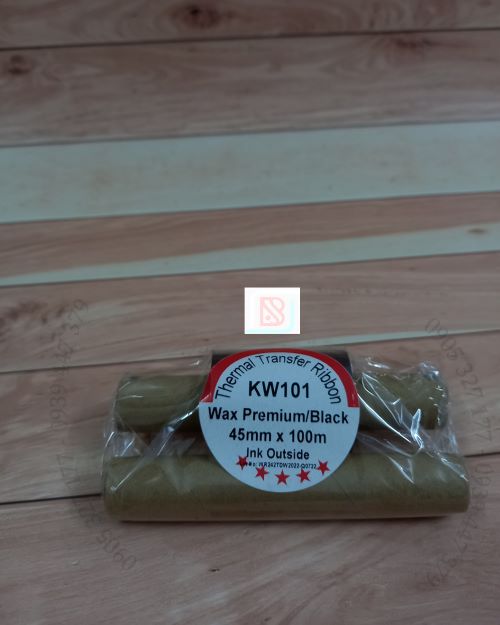 Thermal Transfer Ribbon
KW101
Wax Premium/Black
45mm x 100m
Ink Outside